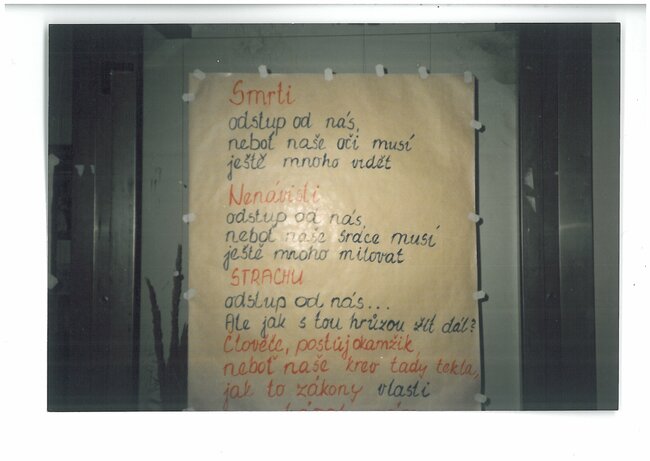 Smrti
odstup od nás,
neboť naše oči musí
ještě mnoho vidět
Nenávisti
odstup od nás,
neboť naše srdce musí
ještě mnoho milovat
STRACHU
odstup od nás...
Ale jak s tou hrůzou žít dál?
Člověče, postůj okamžik,
neboť naše krev tady tekla,
jak to zákony vlasti